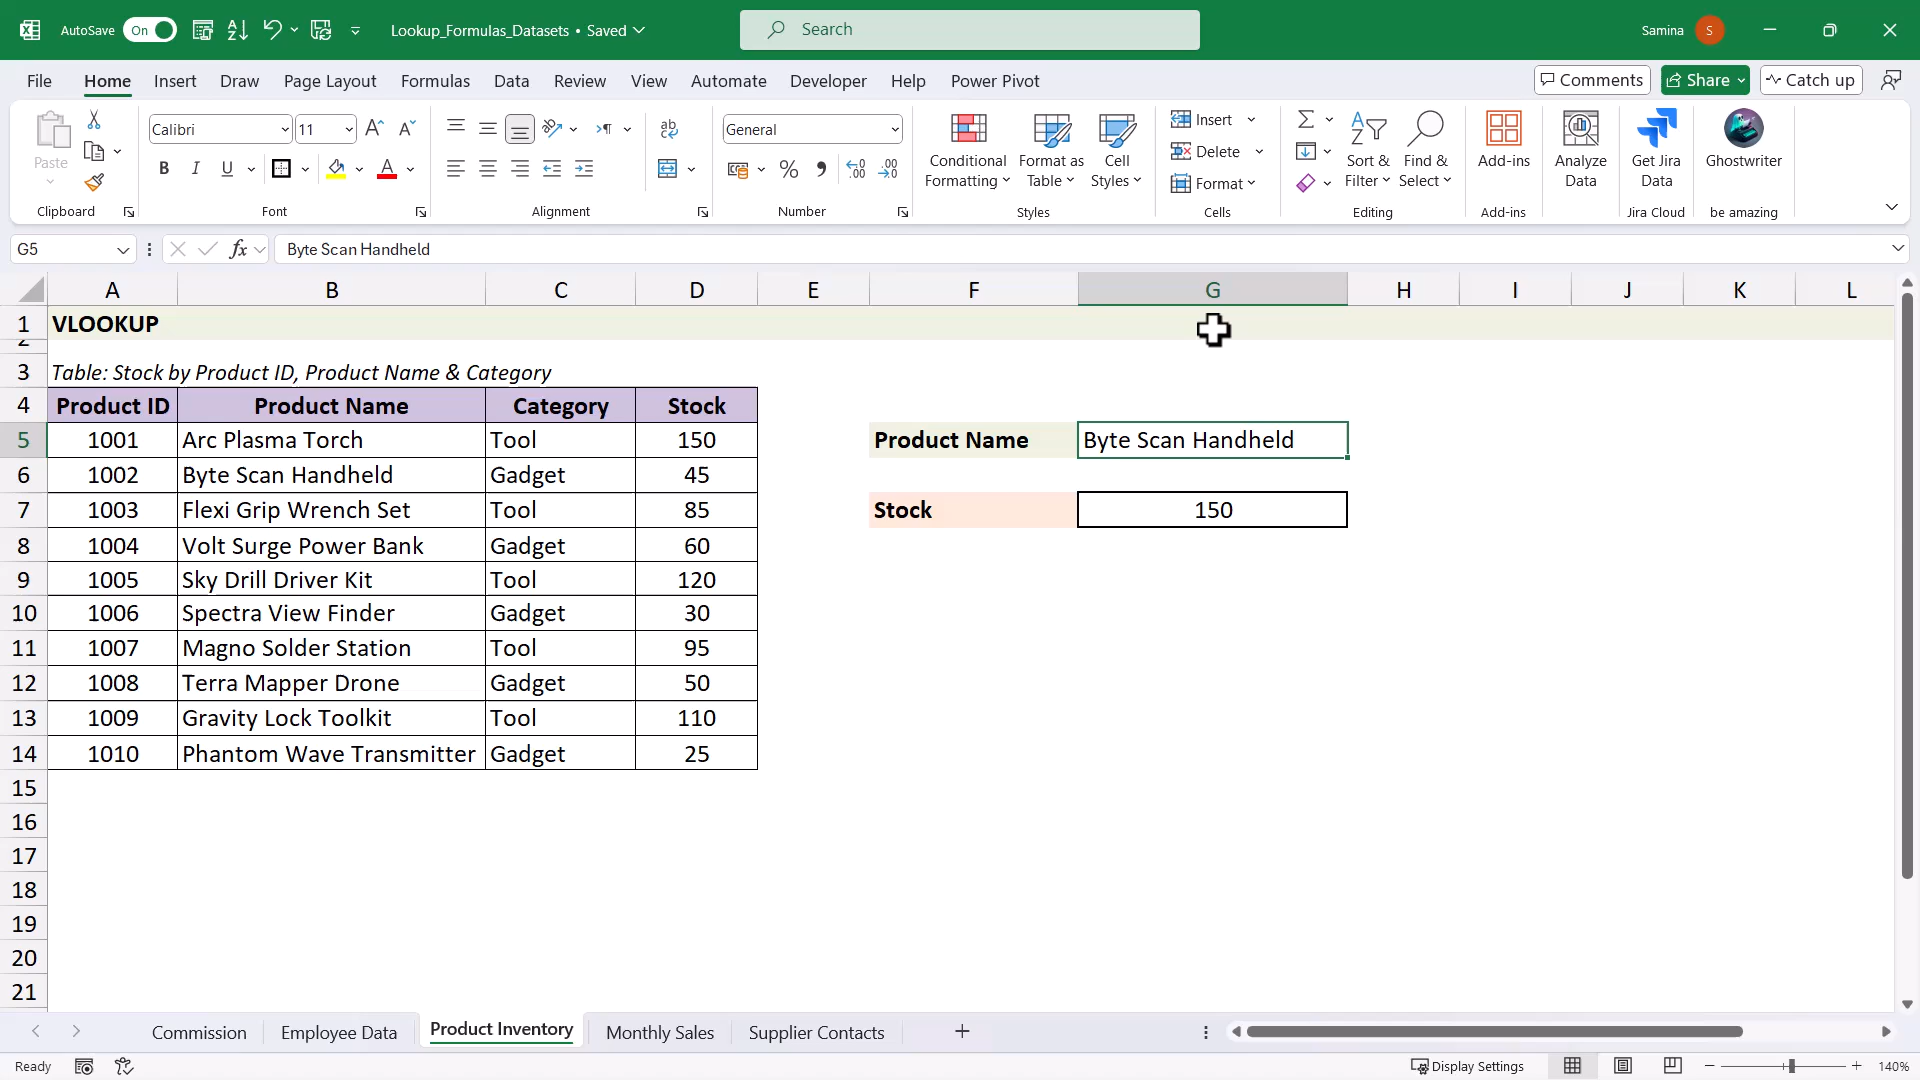 AutoSave On Lookup_Formulas_Datasets • Saved Search Samina S
File Home Insert Draw Page Layout Formulas Data Review View Automate Developer Help Power Pivot Comments Share Catch up
Paste Calibri 11 General Conditional Formatting Format as Table Cell Styles Insert Delete Format Sort & Filter Find & Select Add-ins Analyze Data Get Jira Data Ghostwriter
Clipboard Font Alignment Number Styles Cells Editing Add-ins Jira Cloud be amazing
G5 fx Byte Scan Handheld
A B C D E F G H I J K L
1 VLOOKUP
2
3 Table: Stock by Product ID, Product Name & Category
4 Product ID Product Name Category Stock
5 1001 Arc Plasma Torch Tool 150 Product Name Byte Scan Handheld
6 1002 Byte Scan Handheld Gadget 45
7 1003 Flexi Grip Wrench Set Tool 85 Stock 150
8 1004 Volt Surge Power Bank Gadget 60
9 1005 Sky Drill Driver Kit Tool 120
10 1006 Spectra View Finder Gadget 30
11 1007 Magno Solder Station Tool 95
12 1008 Terra Mapper Drone Gadget 50
13 1009 Gravity Lock Toolkit Tool 110
14 1010 Phantom Wave Transmitter Gadget 25
15
16
17
18
19
20
21
Commission Employee Data Product Inventory Monthly Sales Supplier Contacts
Ready Display Settings 140%